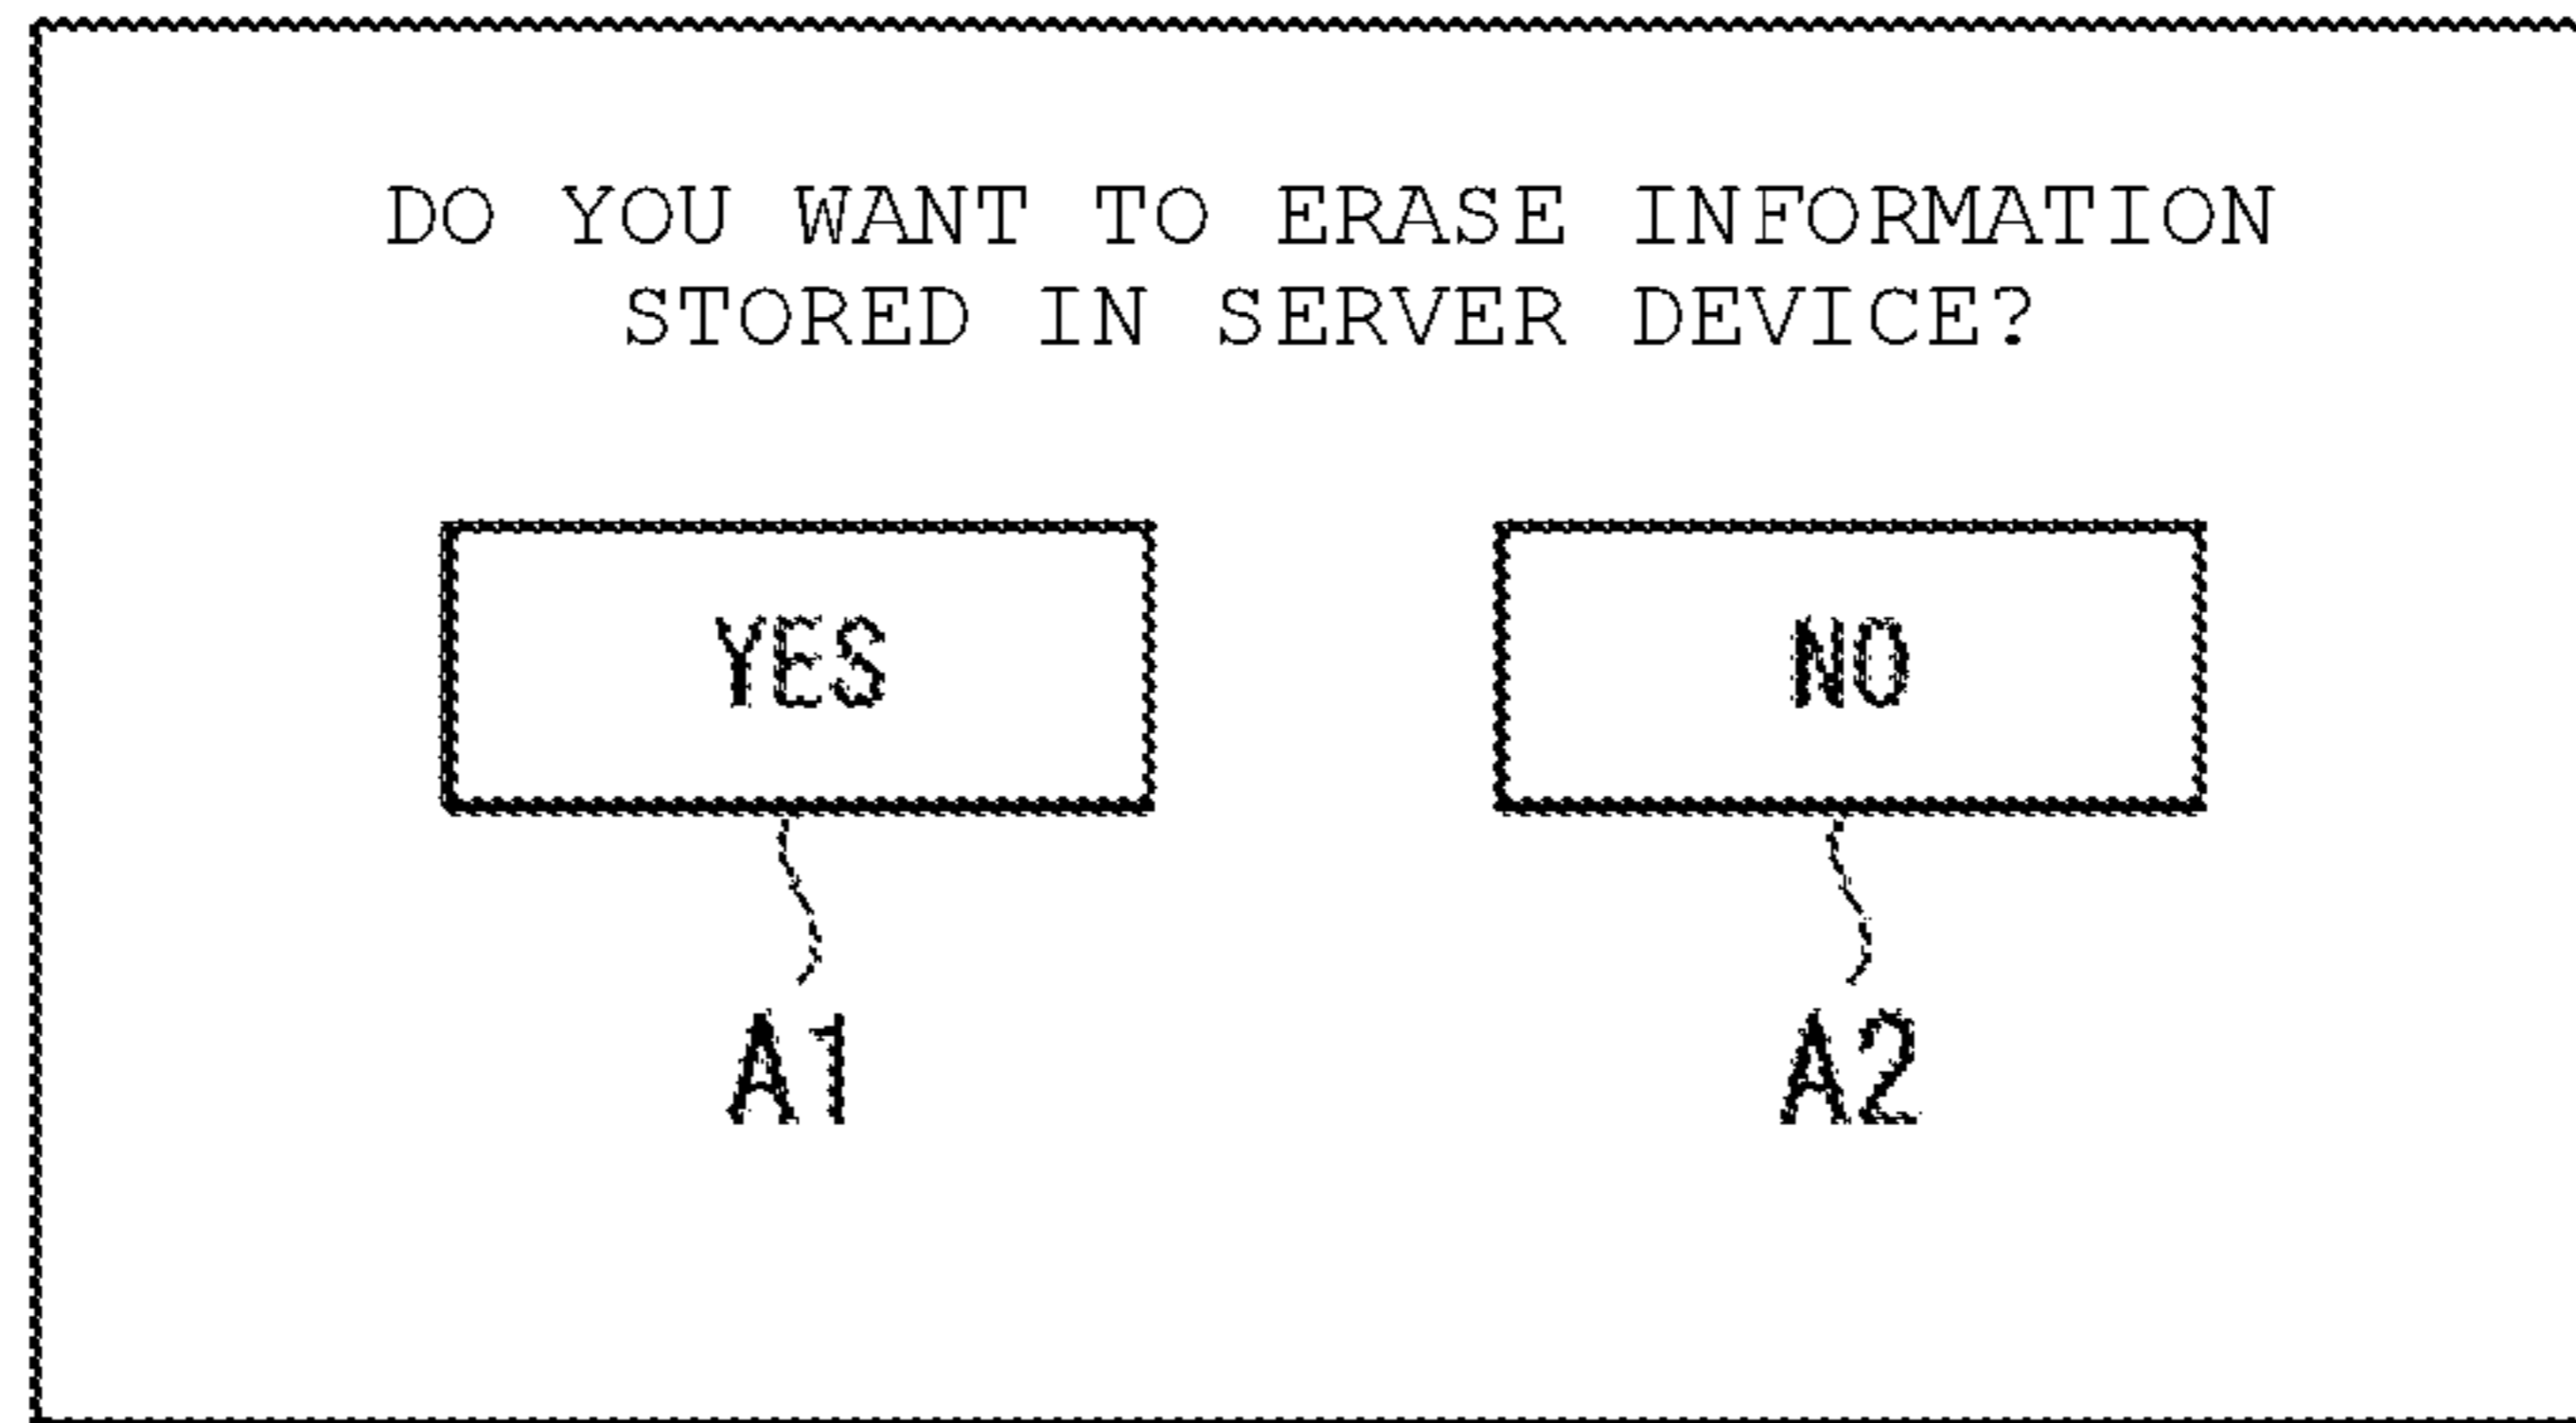 DO YOU WANT TO ERASE INFORMATION
STORED IN SERVER DEVICE?
YES
NO
A1
A2